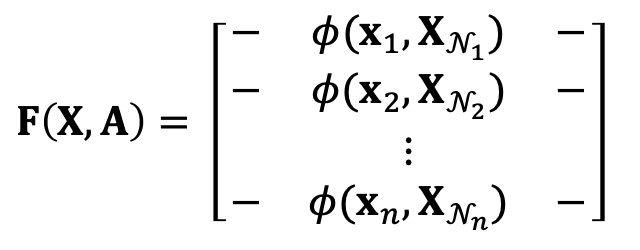 − ϕ(𝐱₁, 𝐗_𝒩₁) −
− ϕ(𝐱₂, 𝐗_𝒩₂) −
𝐅(𝐗, 𝐀) =
⋮
− ϕ(𝐱ₙ, 𝐗_𝒩ₙ) −